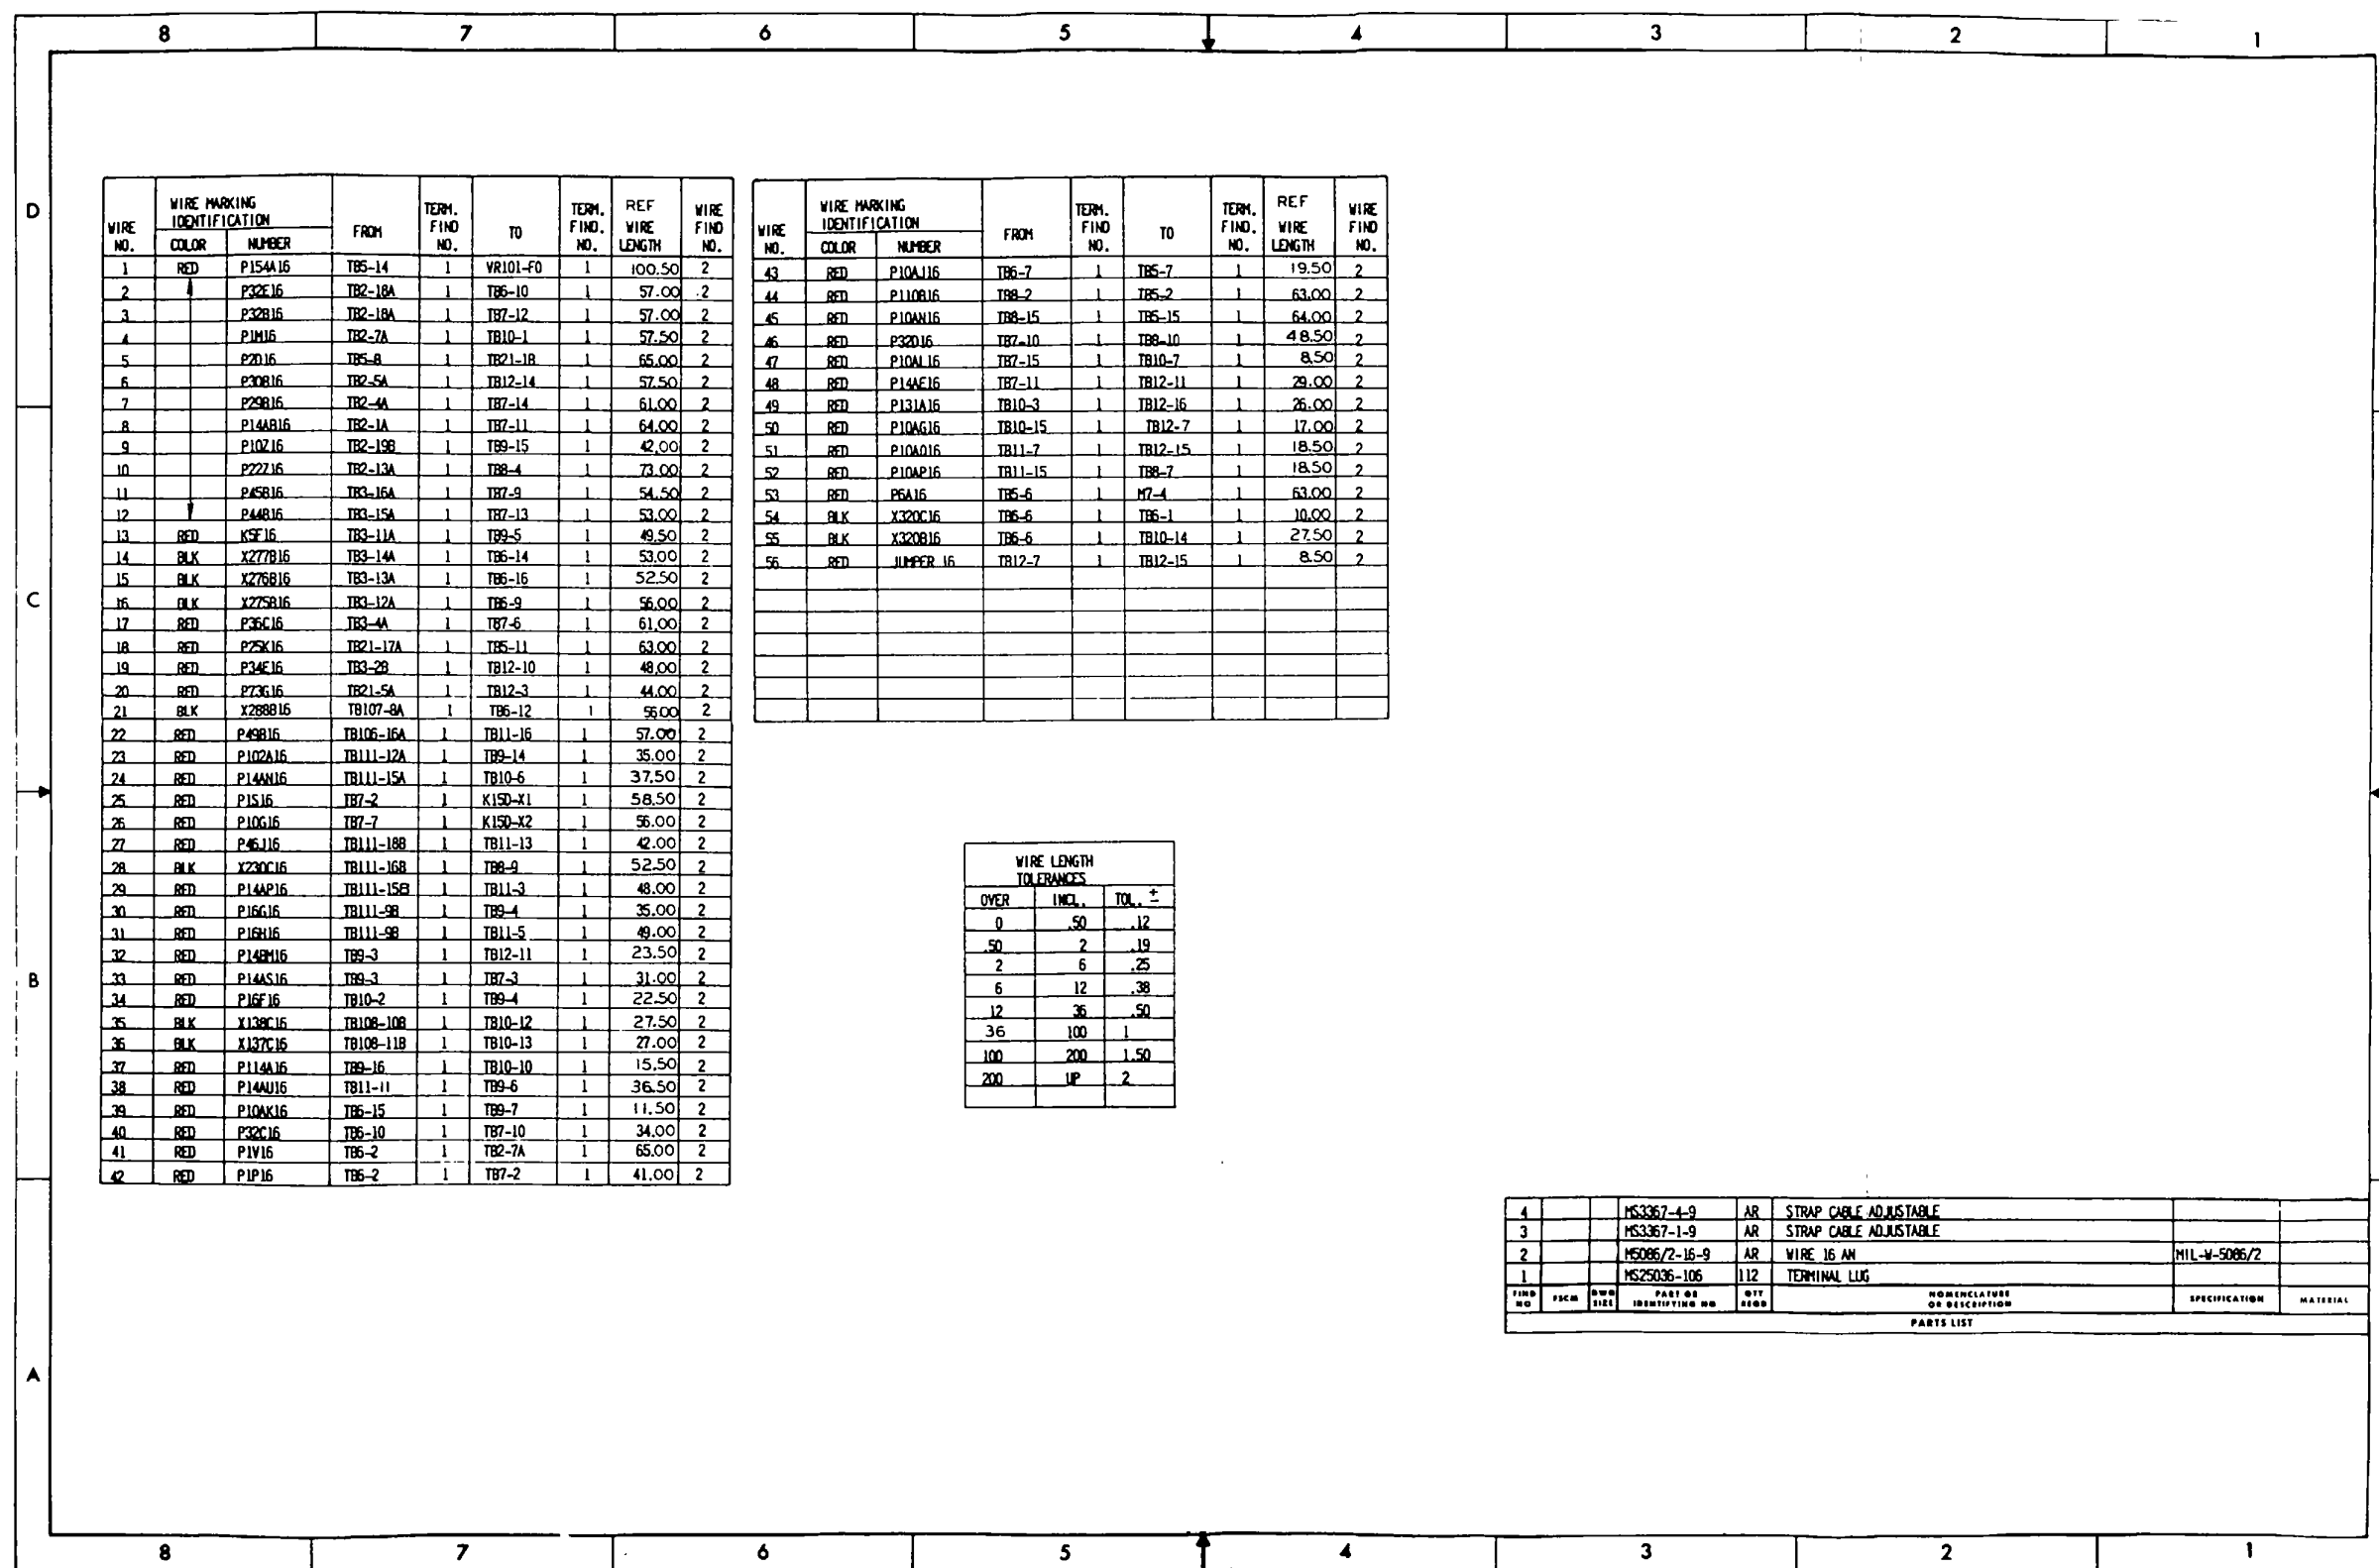 8 7 6 5 4 3 2 1
D
C
B
A
WIRE NO. WIRE MARKING IDENTIFICATION FROM TERM. FIND NO. TO TERM. FIND. NO. REF WIRE LENGTH WIRE FIND NO.
COLOR NUMBER
1 RED P154A16 TB5-14 1 VR101-FO 1 100.50 2
2 P32E16 TB2-18A 1 TB6-10 1 57.00 2
3 P32B16 TB2-18A 1 TB7-12 1 57.00 2
4 P1M16 TB2-7A 1 TB10-1 1 57.50 2
5 P2D16 TB5-8 1 TB21-1B 1 65.00 2
6 P30B16 TB2-5A 1 TB12-14 1 57.50 2
7 P29B16 TB2-4A 1 TB7-14 1 61.00 2
8 P14AB16 TB2-1A 1 TB7-11 1 64.00 2
9 P10Z16 TB2-19B 1 TB9-15 1 42.00 2
10 P22Z16 TB2-13A 1 TB8-4 1 73.00 2
11 P45B16 TB3-16A 1 TB7-9 1 54.50 2
12 P44B16 TB3-15A 1 TB7-13 1 53.00 2
13 RED K5F16 TB3-11A 1 TB9-5 1 49.50 2
14 BLK X277B16 TB3-14A 1 TB6-14 1 53.00 2
15 BLK X276B16 TB3-13A 1 TB6-16 1 52.50 2
16 BLK X275B16 TB3-12A 1 TB6-9 1 56.00 2
17 RED P36C16 TB3-4A 1 TB7-6 1 61.00 2
18 RED P25K16 TB21-17A 1 TB5-11 1 63.00 2
19 RED P34E16 TB3-2B 1 TB12-10 1 48.00 2
20 RED P73G16 TB21-5A 1 TB12-3 1 44.00 2
21 BLK X288B16 TB107-8A 1 TB6-12 1 56.00 2
22 RED P49B16 TB106-16A 1 TB11-16 1 57.00 2
23 RED P102A16 TB111-12A 1 TB9-14 1 35.00 2
24 RED P14AN16 TB111-15A 1 TB10-6 1 37.50 2
25 RED P1S16 TB7-2 1 K15D-X1 1 58.50 2
26 RED P10G16 TB7-7 1 K15D-X2 1 56.00 2
27 RED P46J16 TB111-18B 1 TB11-13 1 42.00 2
28 BLK X230C16 TB111-16B 1 TB8-9 1 52.50 2
29 RED P14AP16 TB111-15B 1 TB11-3 1 48.00 2
30 RED P16G16 TB111-9B 1 TB9-4 1 35.00 2
31 RED P16H16 TB111-9B 1 TB11-5 1 49.00 2
32 RED P14BM16 TB9-3 1 TB12-11 1 23.50 2
33 RED P14AS16 TB9-3 1 TB7-3 1 31.00 2
34 RED P16F16 TB10-2 1 TB9-4 1 22.50 2
35 BLK X138C16 TB108-10B 1 TB10-12 1 27.50 2
36 BLK X137C16 TB108-11B 1 TB10-13 1 27.00 2
37 RED P114A16 TB9-16 1 TB10-10 1 15.50 2
38 RED P14AU16 TB11-11 1 TB9-6 1 36.50 2
39 RED P10AK16 TB6-15 1 TB9-7 1 11.50 2
40 RED P32C16 TB6-10 1 TB7-10 1 34.00 2
41 RED P1V16 TB6-2 1 TB2-7A 1 65.00 2
42 RED P1P16 TB6-2 1 TB7-2 1 41.00 2
WIRE NO. WIRE MARKING IDENTIFICATION FROM TERM. FIND NO. TO TERM. FIND. NO. REF WIRE LENGTH WIRE FIND NO.
COLOR NUMBER
43 RED P10AJ16 TB6-7 1 TB5-7 1 19.50 2
44 RED P110B16 TB8-2 1 TB5-2 1 63.00 2
45 RED P10AN16 TB8-15 1 TB5-15 1 64.00 2
46 RED P32D16 TB7-10 1 TB8-10 1 48.50 2
47 RED P10AL16 TB7-15 1 TB10-7 1 8.50 2
48 RED P14AE16 TB7-11 1 TB12-11 1 29.00 2
49 RED P131A16 TB10-3 1 TB12-16 1 26.00 2
50 RED P10AG16 TB10-15 1 TB12-7 1 17.00 2
51 RED P10AQ16 TB11-7 1 TB12-15 1 18.50 2
52 RED P10AP16 TB11-15 1 TB8-7 1 18.50 2
53 RED P6A16 TB5-6 1 M7-4 1 63.00 2
54 BLK X320C16 TB6-6 1 TB6-1 1 10.00 2
55 BLK X320B16 TB6-6 1 TB10-14 1 27.50 2
56 RED JUMPER 16 TB12-7 1 TB12-15 1 8.50 2
WIRE LENGTH
TOLERANCES
OVER INCL. TOL. ±
0 .50 .12
.50 2 .19
2 6 .25
6 12 .38
12 36 .50
36 100 1
100 200 1.50
200 UP 2
4 MS3367-4-9 AR STRAP CABLE ADJUSTABLE
3 MS3367-1-9 AR STRAP CABLE ADJUSTABLE
2 M5086/2-16-9 AR WIRE 16 AN MIL-W-5086/2
1 MS25036-106 112 TERMINAL LUG
FIND NO FSCM DWG SIZE PART OR IDENTIFYING NO QTY REQD NOMENCLATURE OR DESCRIPTION SPECIFICATION MATERIAL
PARTS LIST
8 7 6 5 4 3 2 1